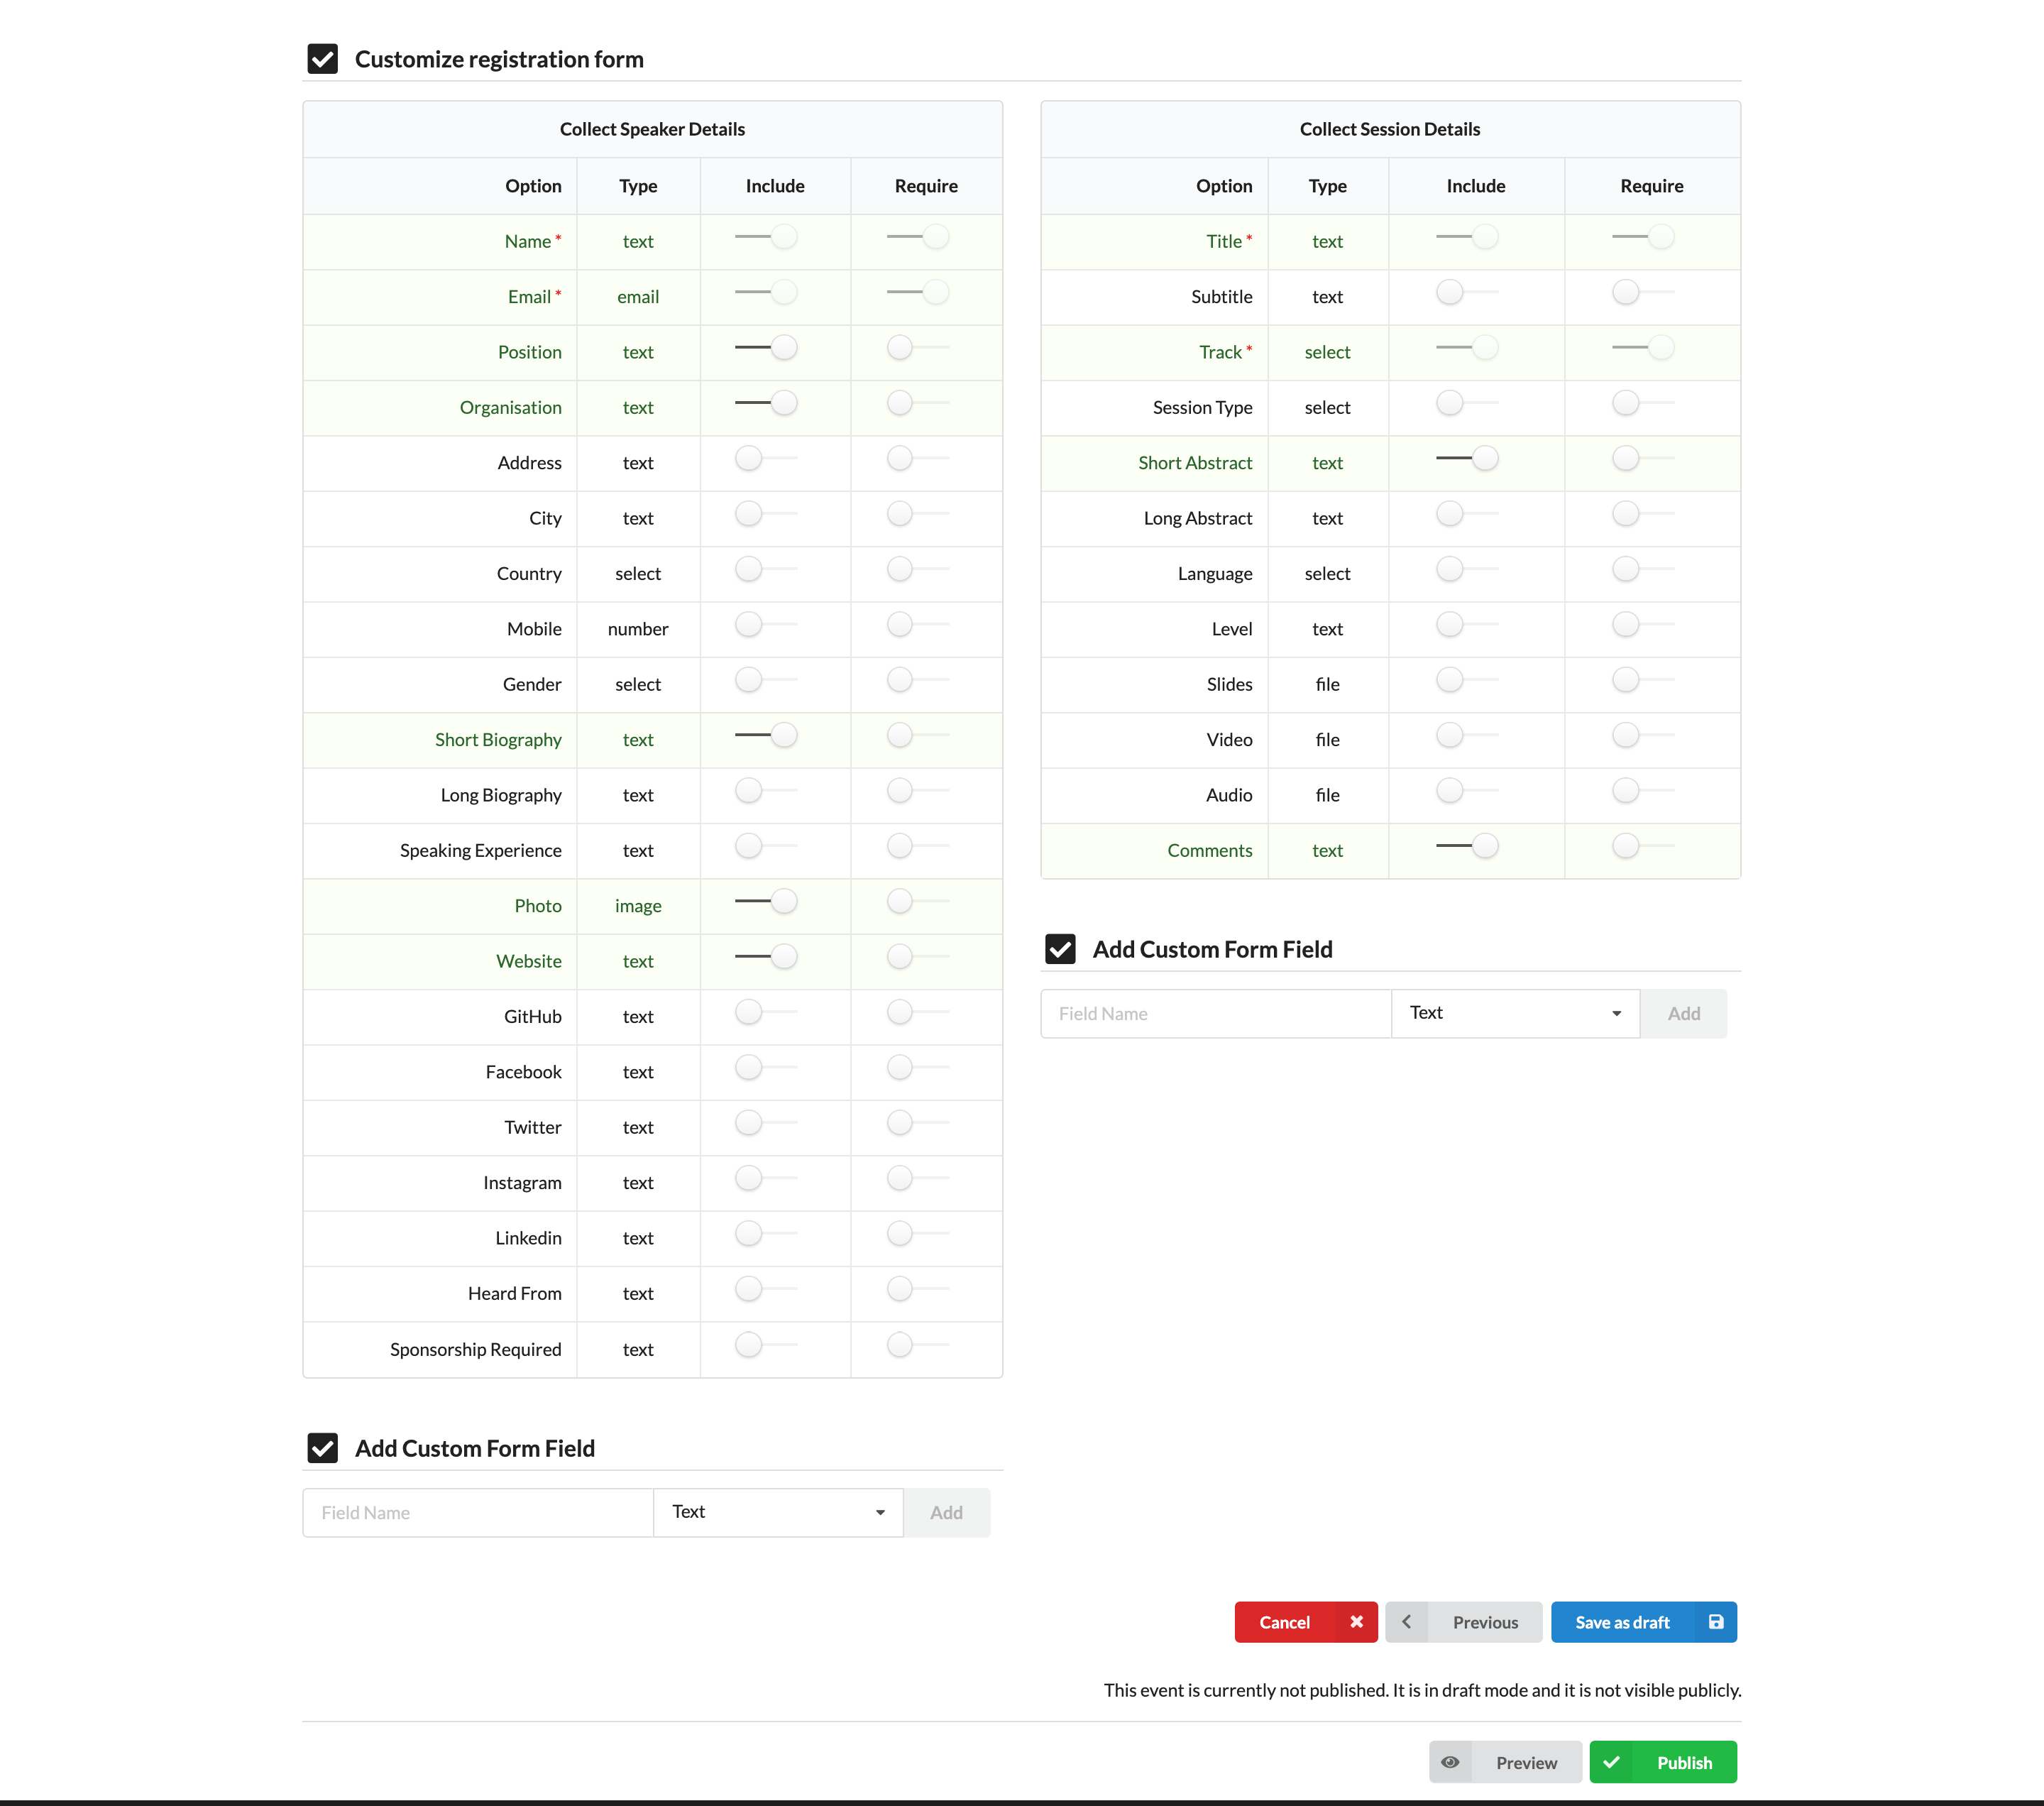 Customize registration form
Collect Speaker Details
Option Type Include Require
Name * text
Email * email
Position text
Organisation text
Address text
City text
Country select
Mobile number
Gender select
Short Biography text
Long Biography text
Speaking Experience text
Photo image
Website text
GitHub text
Facebook text
Twitter text
Instagram text
Linkedin text
Heard From text
Sponsorship Required text
Add Custom Form Field
Field Name Text Add
Collect Session Details
Option Type Include Require
Title * text
Subtitle text
Track * select
Session Type select
Short Abstract text
Long Abstract text
Language select
Level text
Slides file
Video file
Audio file
Comments text
Add Custom Form Field
Field Name Text Add
Cancel Previous Save as draft
This event is currently not published. It is in draft mode and it is not visible publicly.
Preview Publish